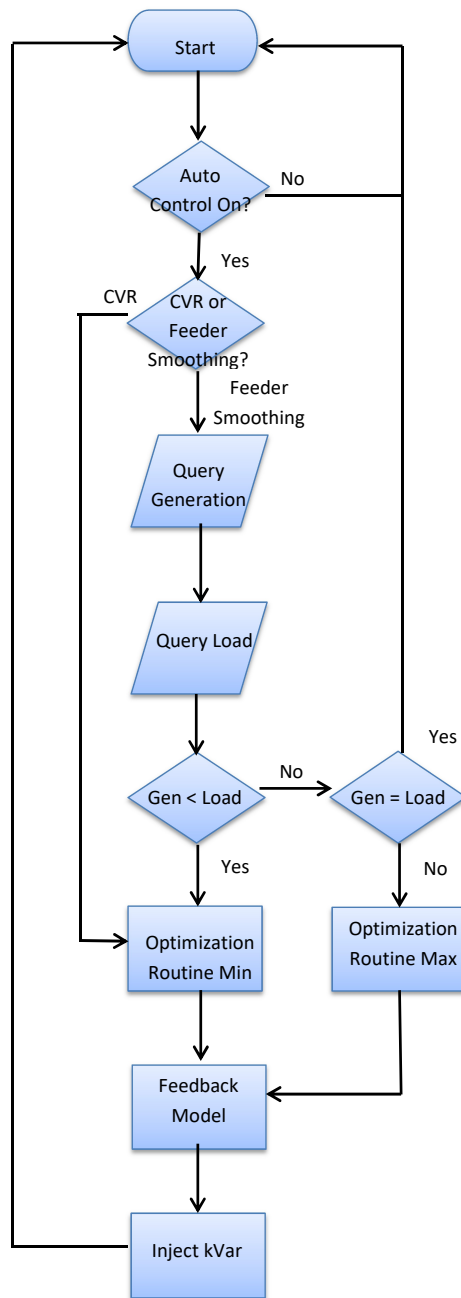 Start
Auto
Control On?
No
Yes
CVR
CVR or
Feeder
Smoothing?
Feeder
Smoothing
Query
Generation
Query Load
Yes
Gen < Load
No
Gen = Load
Yes
No
Optimization
Routine Min
Optimization
Routine Max
Feedback
Model
Inject kVar